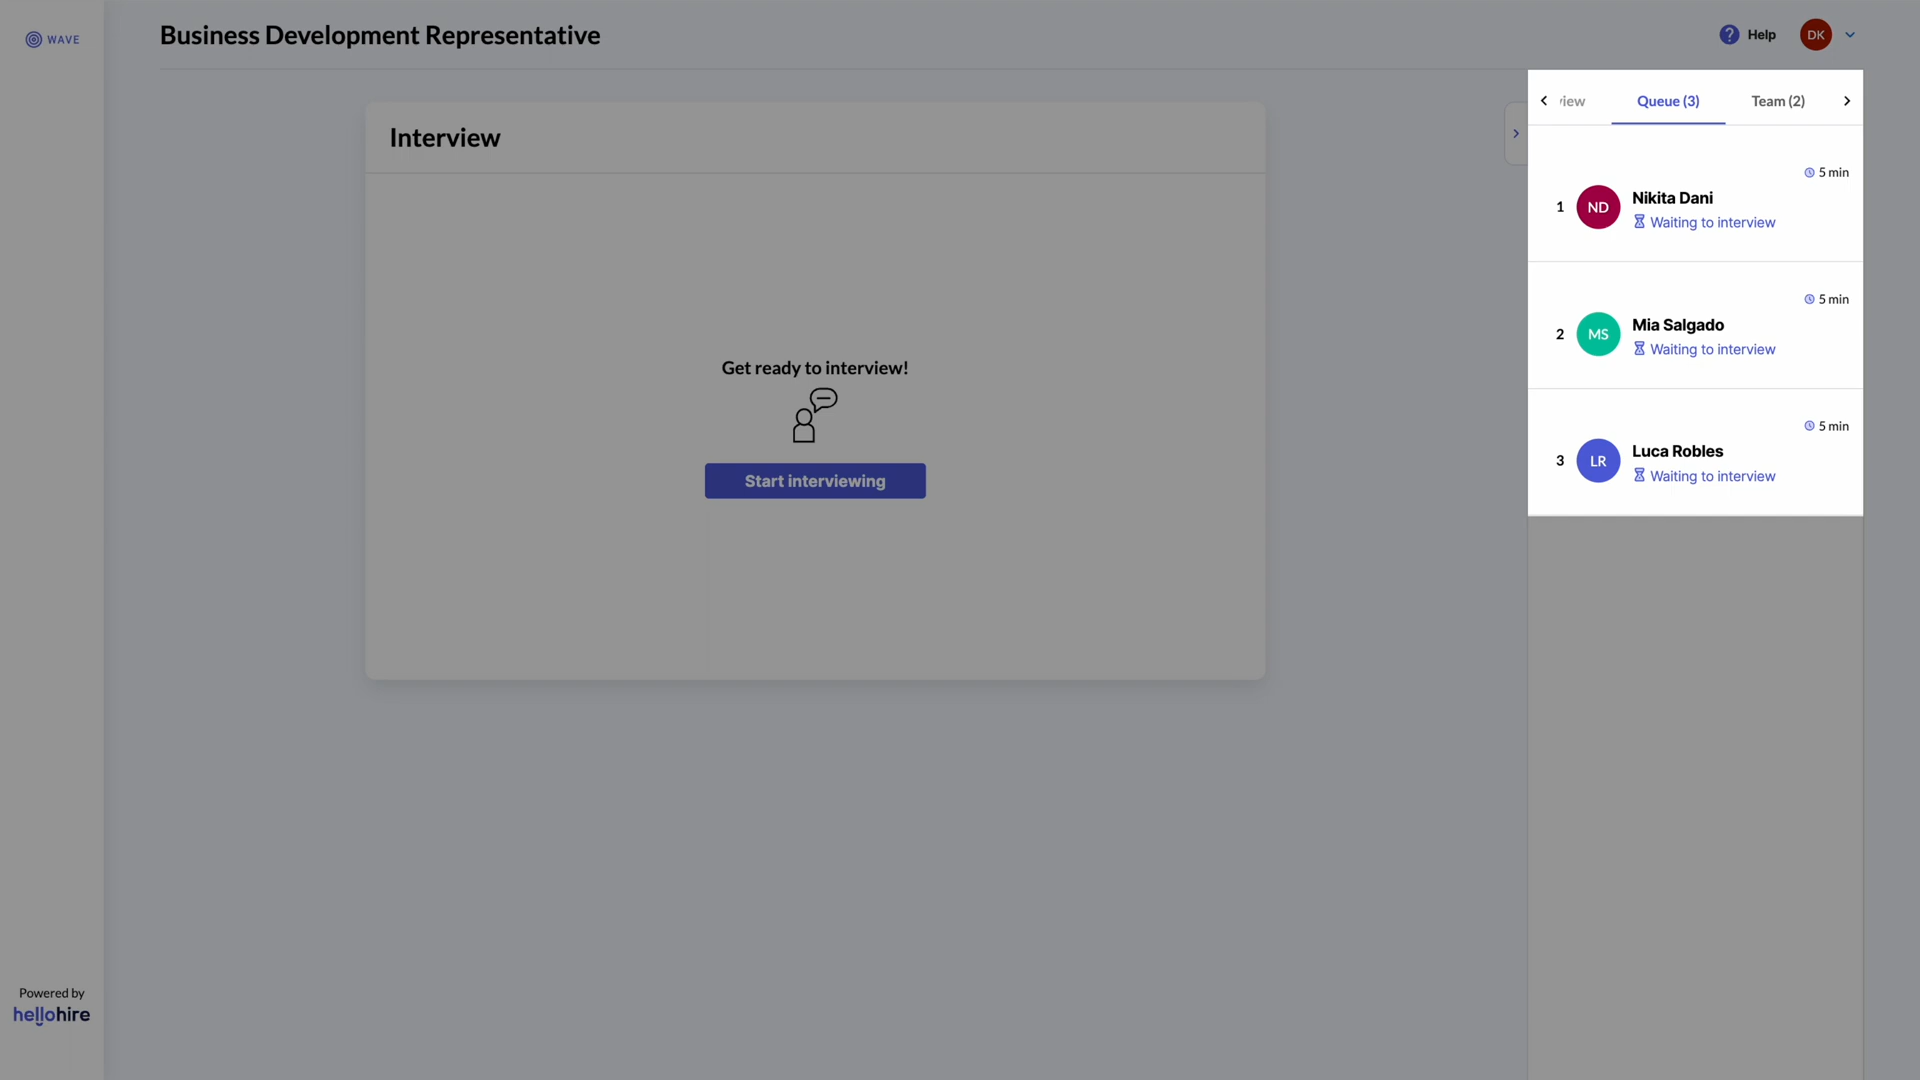 WAVE
Business Development Representative
? Help
DK
Interview
Get ready to interview!
Start interviewing
view
Queue (3)
Team (2)
5 min
1
ND
Nikita Dani
Waiting to interview
5 min
2
MS
Mia Salgado
Waiting to interview
5 min
3
LR
Luca Robles
Waiting to interview
Powered by
hellohire